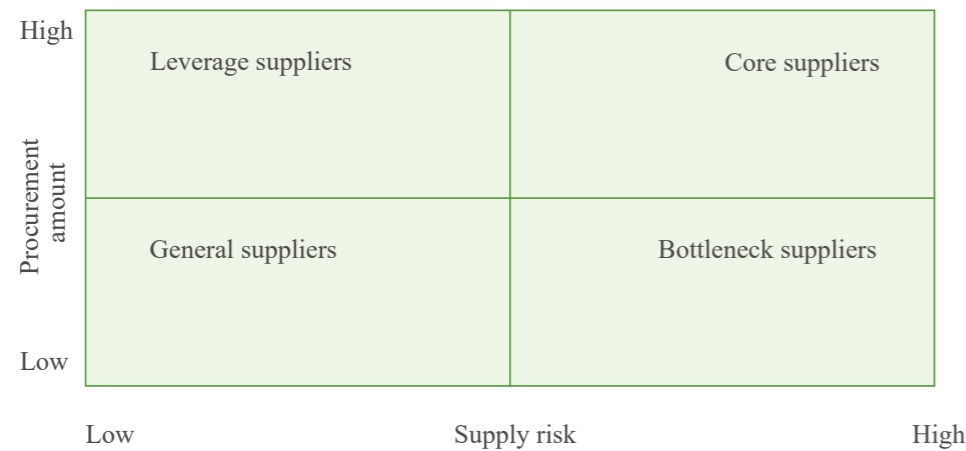 High
Leverage suppliers
Core suppliers
Procurement
amount
General suppliers
Bottleneck suppliers
Low
Low
Supply risk
High